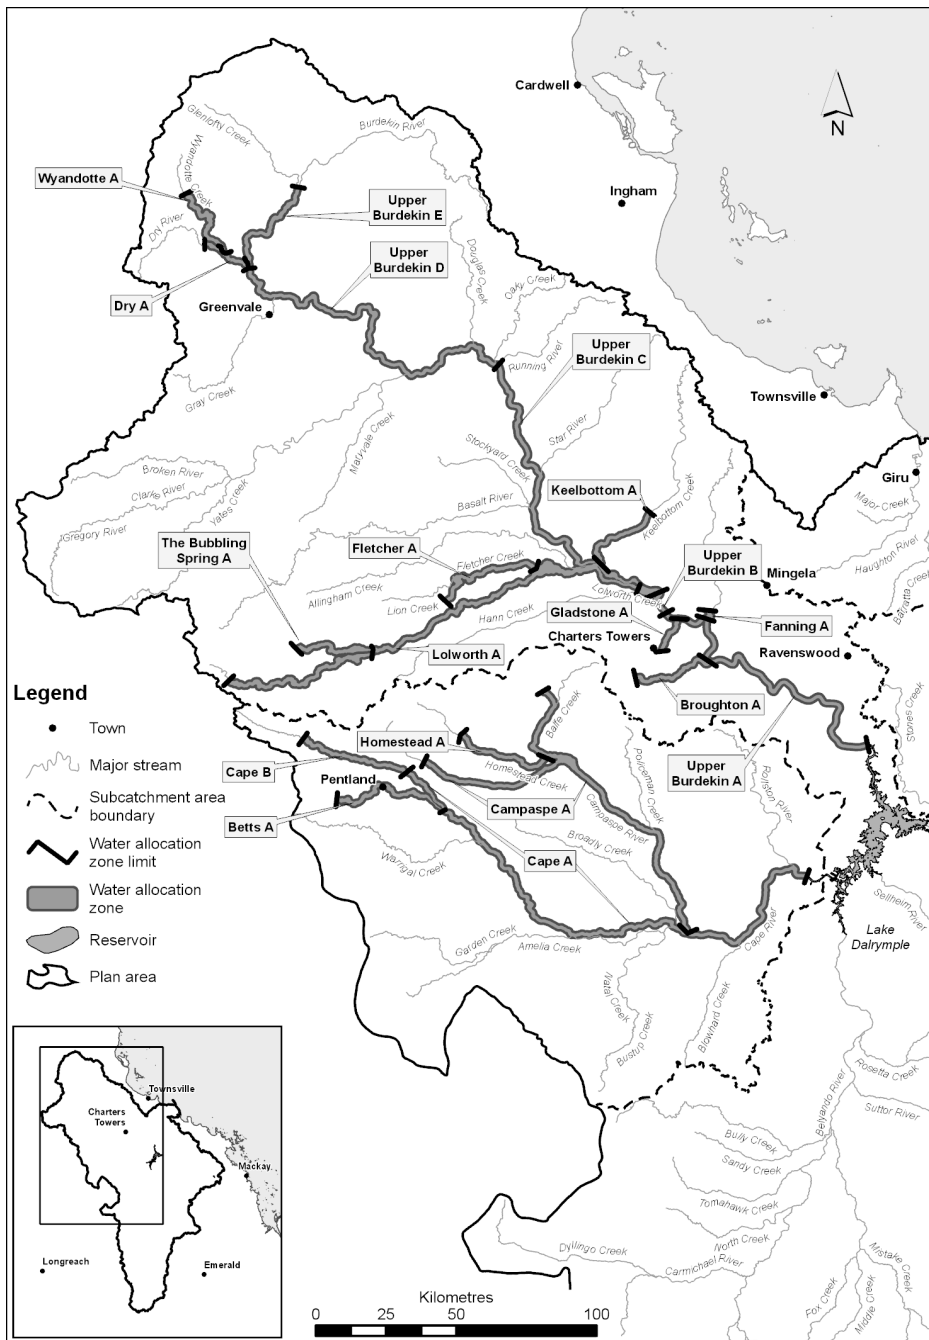 Cardwell
N
Glenlofty Creek
Burdekin River
Wyandotte Creek
Wyandotte A
Ingham
Upper
Burdekin E
Dry River
Upper
Burdekin D
Douglas Creek
Oaky Creek
Dry A
Greenvale
Running River
Upper
Burdekin C
Gray Creek
Townsville
Maryvale Creek
Star River
Stockyard Creek
Broken River
Clarke River
Gregory River
Yates Creek
Basalt River
Keelbottom A
Keelbottom Creek
Giru
Major Creek
The Bubbling
Spring A
Fletcher A
Fletcher Creek
Haughton River
Upper
Burdekin B
Mingela
Allingham Creek
Lion Creek
Lolworth Creek
Barratta Creek
Hann Creek
Gladstone A
Fanning A
Charters Towers
Lolworth A
Ravenswood
Legend
Town
Major stream
Subcatchment area
boundary
Water allocation
zone limit
Water allocation
zone
Reservoir
Plan area
Broughton A
Stones Creek
Balfe Creek
Homestead A
Policeman Creek
Cape B
Homestead Creek
Upper
Burdekin A
Rollston River
Pentland
Campaspe A
Campaspe River
Betts A
Broadly Creek
Cape A
Warrigal Creek
Sellheim River
Lake
Dalrymple
Garden Creek
Amelia Creek
Cape River
Natal Creek
Bustup Creek
Blowhard Creek
Rosetta Creek
Belyando River
Suttor River
Townsville
Charters
Towers
Mackay
Longreach
Emerald
Bully Creek
Sandy Creek
Tomahawk Creek
North Creek
Dyllingo Creek
Carmichael River
Mistake Creek
Fox Creek
Middle Creek
Kilometres
0 25 50 100